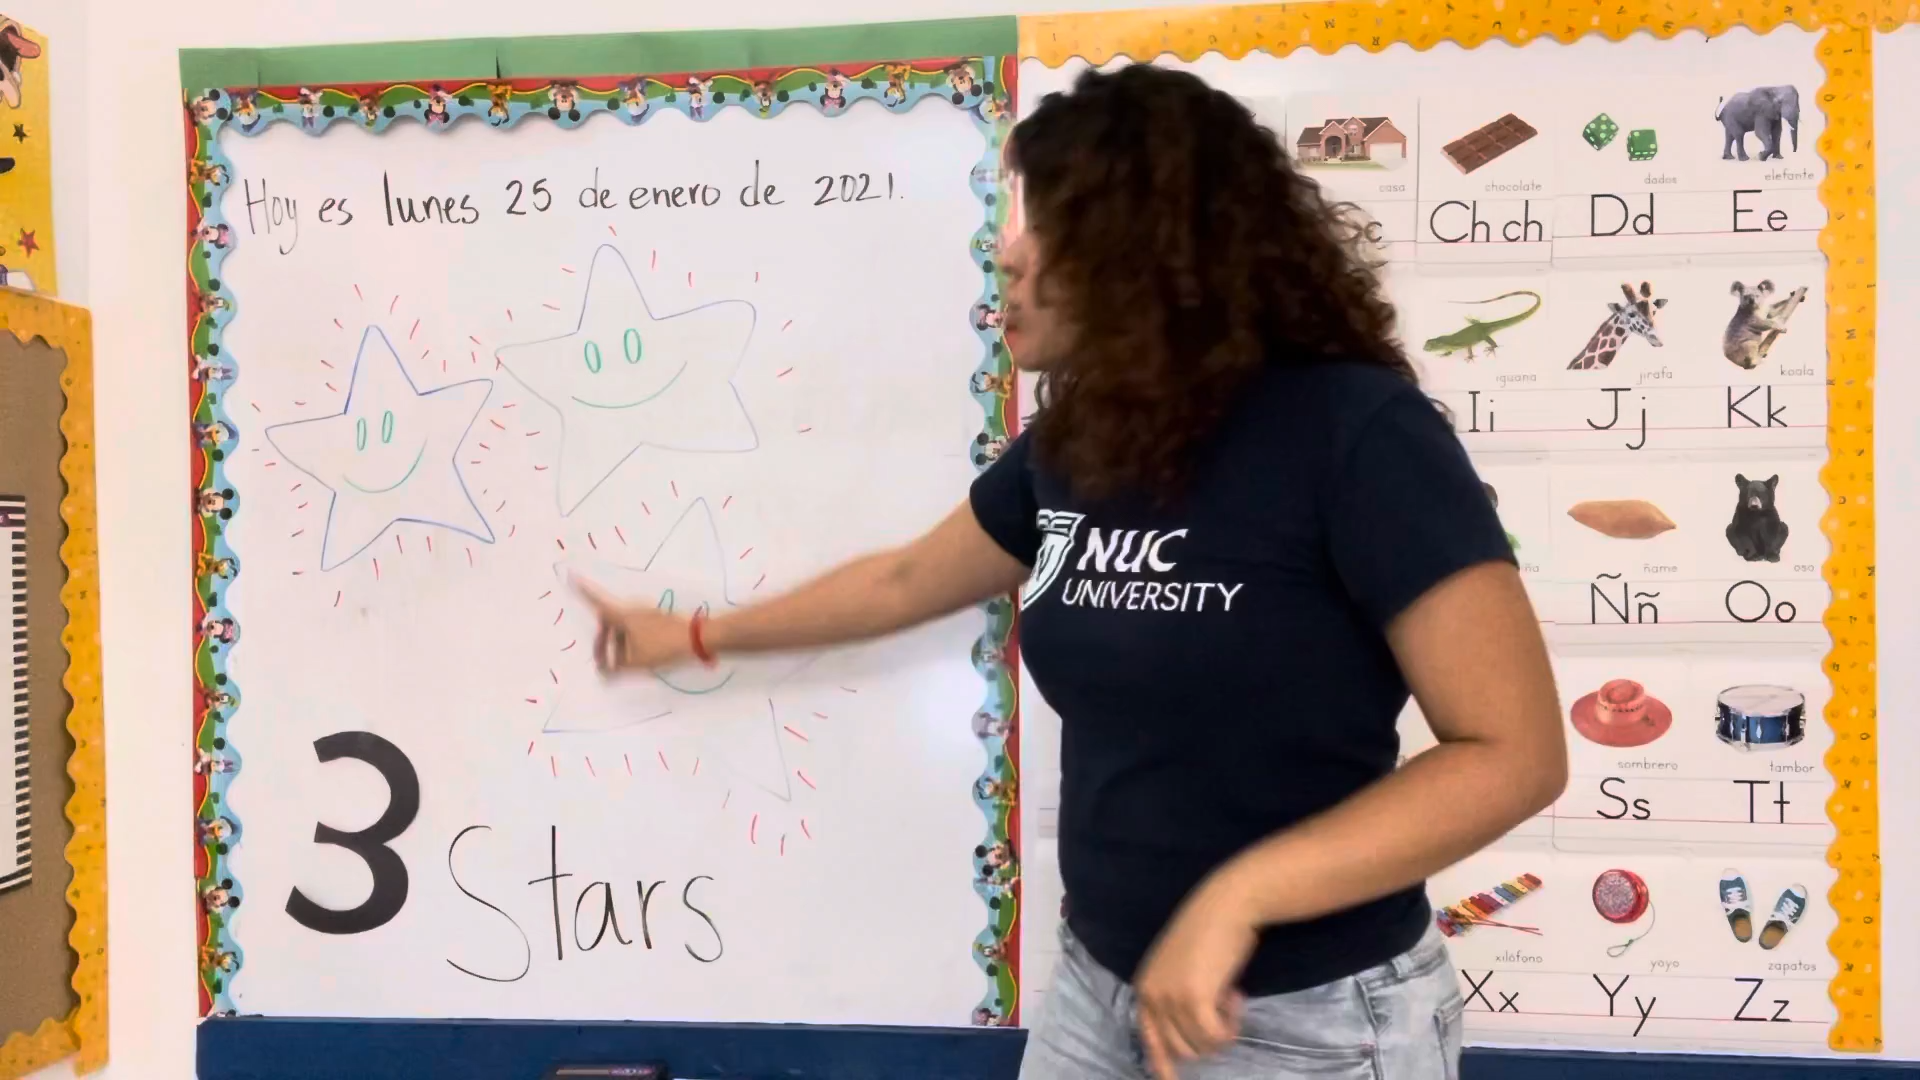 Hoy es lunes 25 de enero de 2021.
3 Stars
NUC
UNIVERSITY
casa
chocolate
dados
elefante
c
Ch ch
Dd
Ee
iguana
jirafa
koala
Ii
Jj
Kk
ña
ñame
oso
Ññ
Oo
sombrero
tambor
Ss
Tt
xilófono
yoyo
zapatos
Xx
Yy
Zz